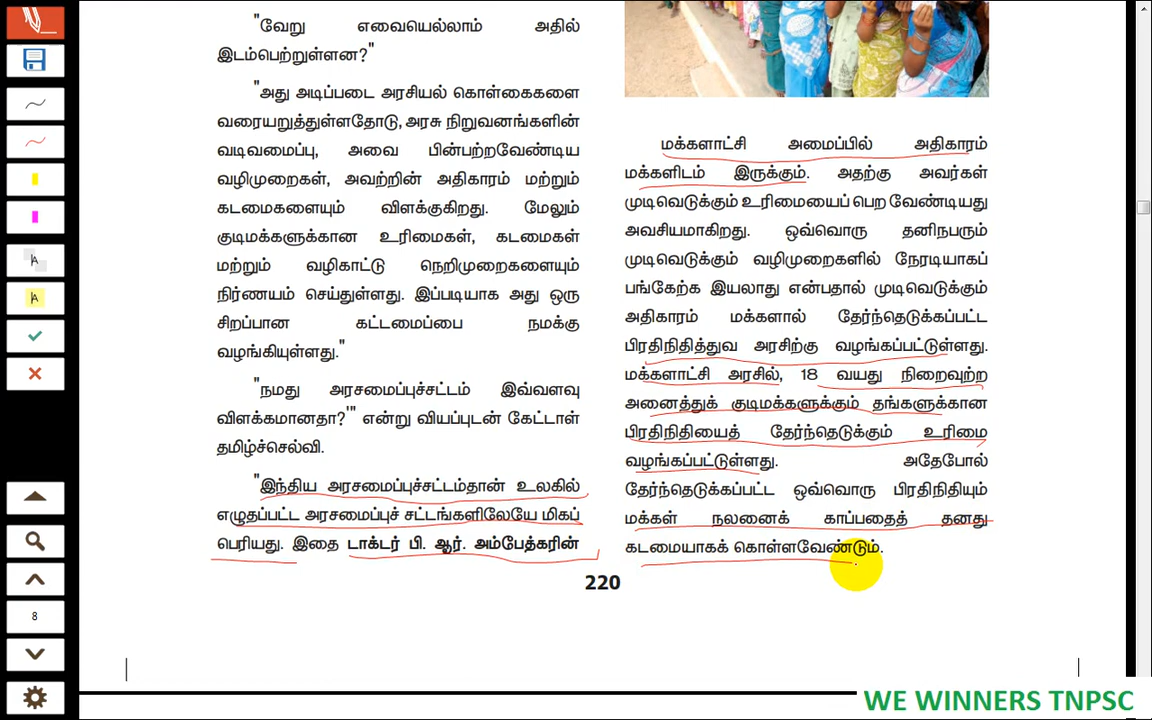 "வேறு எவையெல்லாம் அதில்
இடம்பெற்றுள்ளன?"
"அது அடிப்படை அரசியல் கொள்கைகளை
வரையறுத்துள்ளதோடு, அரசு நிறுவனங்களின்
வடிவமைப்பு, அவை பின்பற்றவேண்டிய
வழிமுறைகள், அவற்றின் அதிகாரம் மற்றும்
கடமைகளையும் விளக்குகிறது. மேலும்
குடிமக்களுக்கான உரிமைகள், கடமைகள்
மற்றும் வழிகாட்டு நெறிமுறைகளையும்
நிர்ணயம் செய்துள்ளது. இப்படியாக அது ஒரு
சிறப்பான கட்டமைப்பை நமக்கு
வழங்கியுள்ளது."
"நமது அரசமைப்புச்சட்டம் இவ்வளவு
விளக்கமானதா?'" என்று வியப்புடன் கேட்டாள்
தமிழ்ச்செல்வி.
"இந்திய அரசமைப்புச்சட்டம்தான் உலகில்
எழுதப்பட்ட அரசமைப்புச் சட்டங்களிலேயே மிகப்
பெரியது. இதை டாக்டர் பி. ஆர். அம்பேத்கரின்
மக்களாட்சி அமைப்பில் அதிகாரம்
மக்களிடம் இருக்கும். அதற்கு அவர்கள்
முடிவெடுக்கும் உரிமையைப் பெற வேண்டியது
அவசியமாகிறது. ஒவ்வொரு தனிநபரும்
முடிவெடுக்கும் வழிமுறைகளில் நேரடியாகப்
பங்கேற்க இயலாது என்பதால் முடிவெடுக்கும்
அதிகாரம் மக்களால் தேர்ந்தெடுக்கப்பட்ட
பிரதிநிதித்துவ அரசிற்கு வழங்கப்பட்டுள்ளது.
மக்களாட்சி அரசில், 18 வயது நிறைவுற்ற
அனைத்துக் குடிமக்களுக்கும் தங்களுக்கான
பிரதிநிதியைத் தேர்ந்தெடுக்கும் உரிமை
வழங்கப்பட்டுள்ளது. அதேபோல்
தேர்ந்தெடுக்கப்பட்ட ஒவ்வொரு பிரதிநிதியும்
மக்கள் நலனைக் காப்பதைத் தனது
கடமையாகக் கொள்ளவேண்டும்.
220
8
WE WINNERS TNPSC